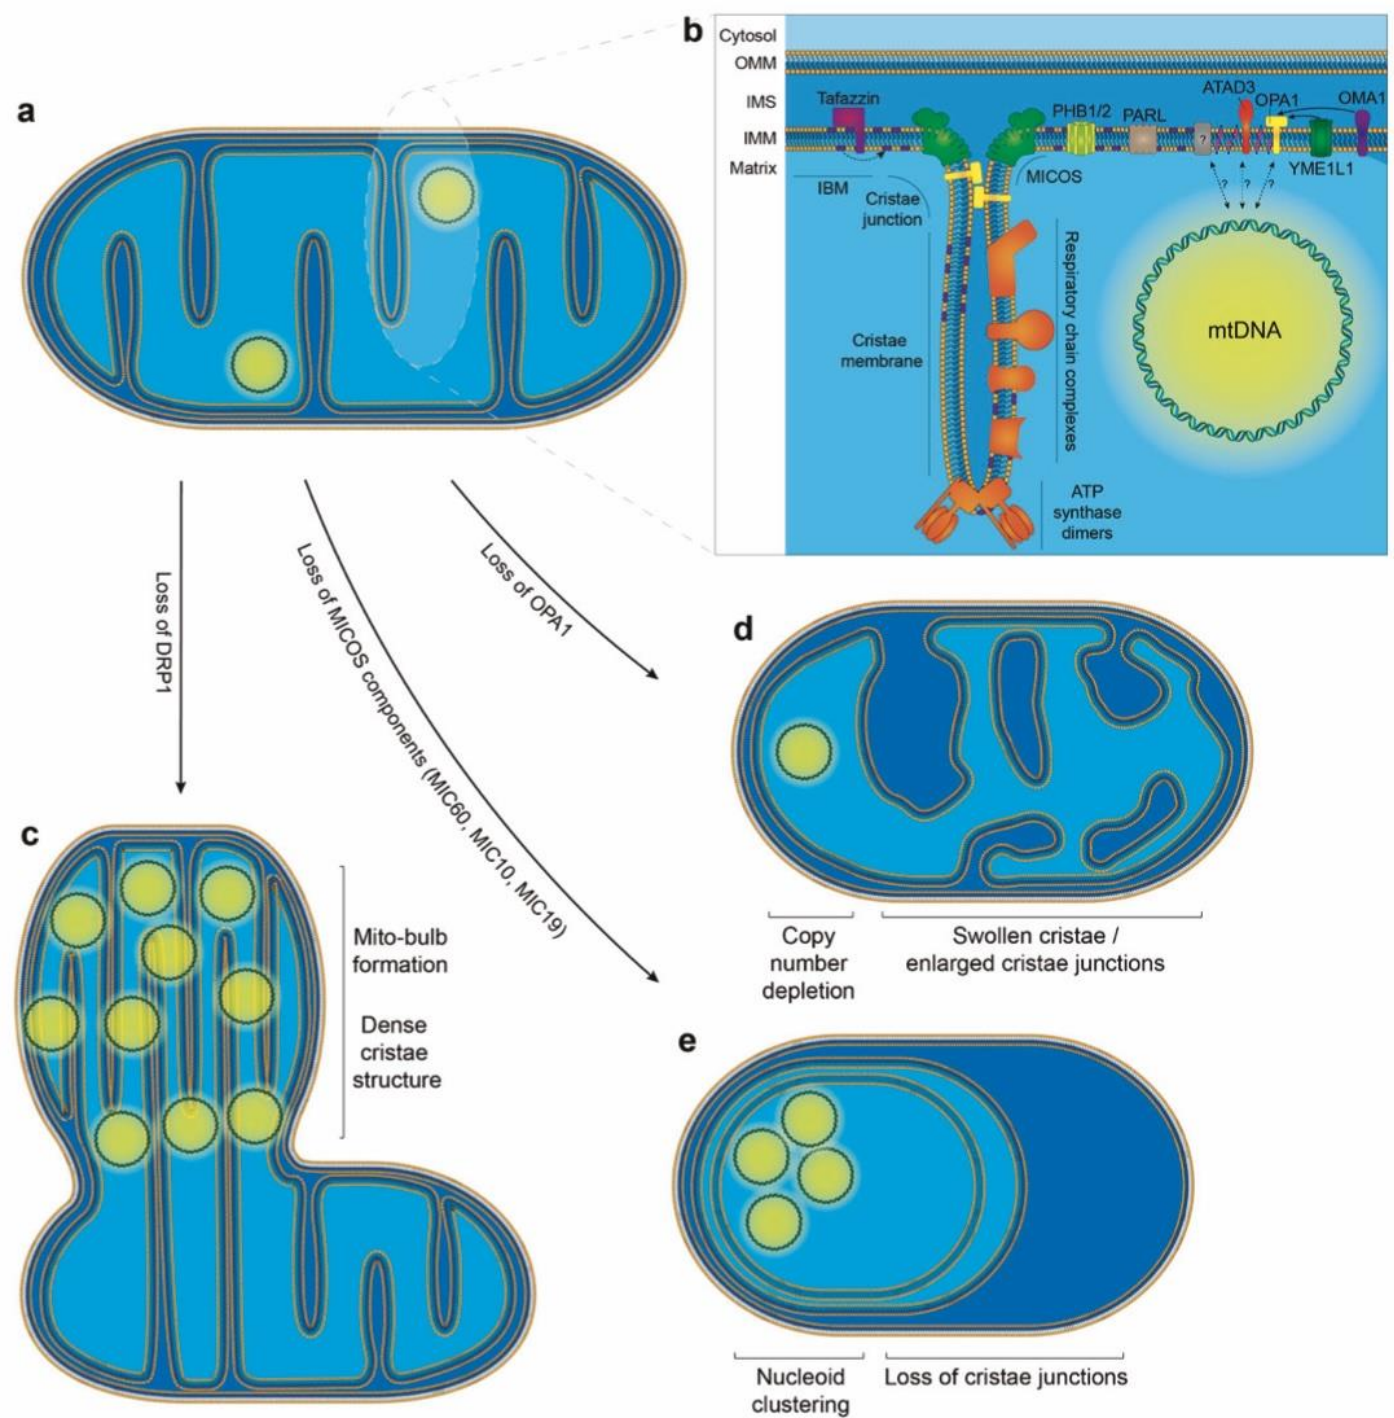 a
b
Cytosol
OMM
IMS
IMM
Matrix
Tafazzin
PHB1/2
PARL
ATAD3
OPA1
OMA1
?
YME1L1
IBM
Cristae
junction
MICOS
? ? ?
Cristae
membrane
Respiratory chain complexes
mtDNA
ATP
synthase
dimers
Loss of DRP1
Loss of MICOS components (MIC60, MIC10, MIC19)
Loss of OPA1
c
Mito-bulb
formation
Dense
cristae
structure
d
Copy
number
depletion
Swollen cristae /
enlarged cristae junctions
e
Nucleoid
clustering
Loss of cristae junctions